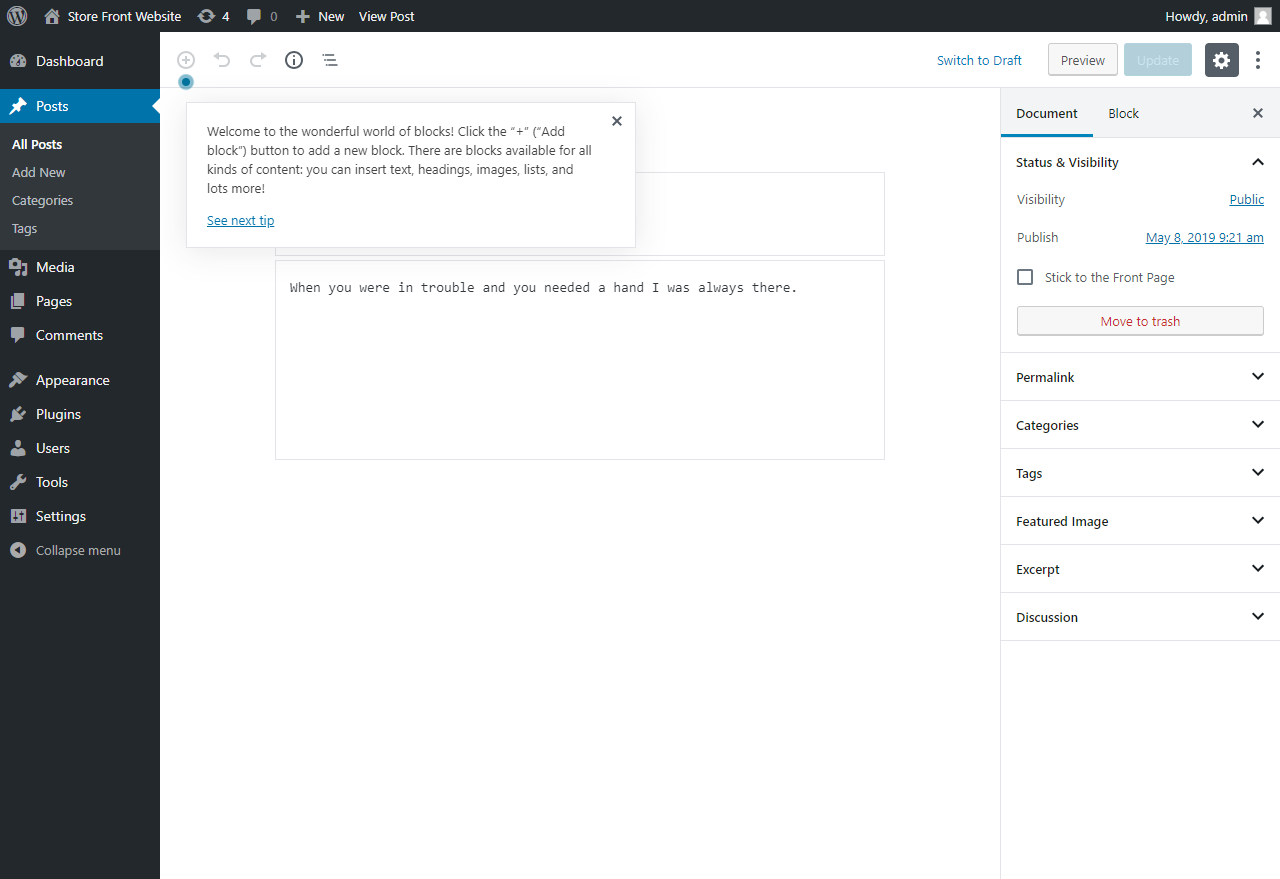 Store Front Website 4 0 New View Post Howdy, admin
Dashboard
Posts
All Posts
Add New
Categories
Tags
Media
Pages
Comments
Appearance
Plugins
Users
Tools
Settings
Collapse menu
Switch to Draft Preview Update
Welcome to the wonderful world of blocks! Click the “+” (“Add
block”) button to add a new block. There are blocks available for all
kinds of content: you can insert text, headings, images, lists, and
lots more!
See next tip
When you were in trouble and you needed a hand I was always there.
Document Block
Status & Visibility
Visibility Public
Publish May 8, 2019 9:21 am
Stick to the Front Page
Move to trash
Permalink
Categories
Tags
Featured Image
Excerpt
Discussion